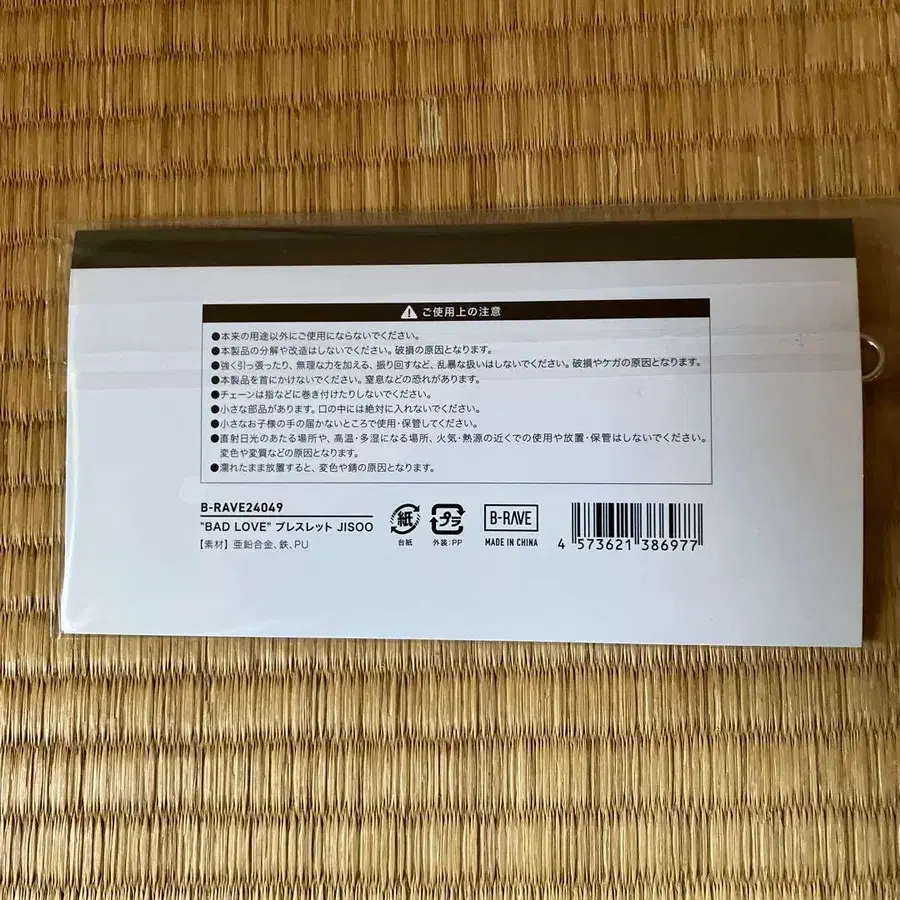 ご使用上の注意
●本来の用途以外にご使用にならないでください。
●本製品の分解や改造はしないでください。破損の原因となります。
●強く引っ張ったり、無理な力を加える、振り回すなど、乱暴な扱いはしないでください。破損やケガの原因となります。
●本製品を首にかけないでください。窒息などの恐れがあります。
●チェーンは指などに巻き付けたりしないでください。
●小さな部品があります。口の中には絶対に入れないでください。
●小さなお子様の手の届かないところで使用・保管してください。
●直射日光のあたる場所や、高温・多湿になる場所、火気・熱源の近くでの使用や放置・保管はしないでください。
変色や変質などの原因となります。
●濡れたまま放置すると、変色や錆の原因となります。
B-RAVE24049
"BAD LOVE" ブレスレット JISOO
【素材】亜鉛合金、鉄、PU
紙
台紙
プラ
外装:PP
B-RAVE
MADE IN CHINA
4 573621 386977